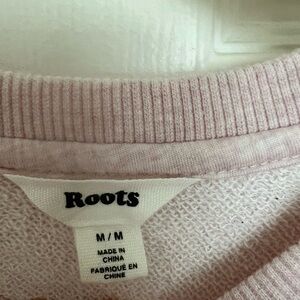 Roots
M/M
MADE IN
CHINA
FABRIQUÉ EN
CHINE